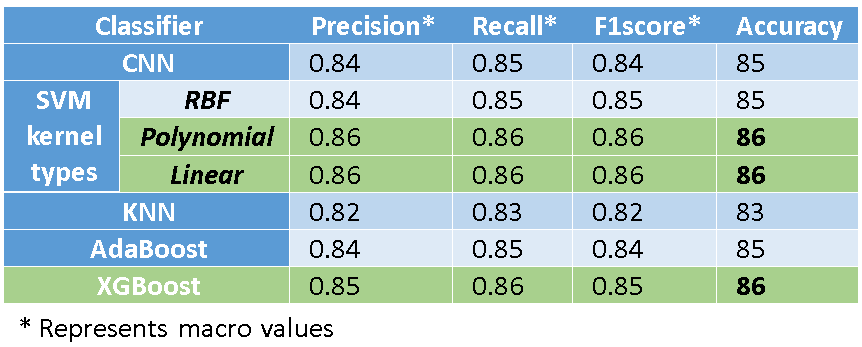 Classifier Precision* Recall* F1score* Accuracy
CNN 0.84 0.85 0.84 85
SVM kernel types RBF 0.84 0.85 0.85 85
Polynomial 0.86 0.86 0.86 86
Linear 0.86 0.86 0.86 86
KNN 0.82 0.83 0.82 83
AdaBoost 0.84 0.85 0.84 85
XGBoost 0.85 0.86 0.85 86
* Represents macro values